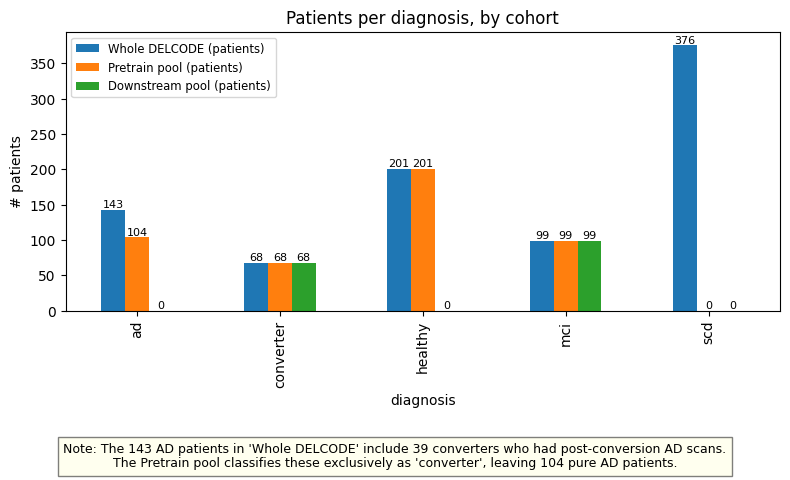 Patients per diagnosis, by cohort
Whole DELCODE (patients)
Pretrain pool (patients)
Downstream pool (patients)
# patients
350
300
250
200
150
100
50
0
143
104
0
68
68
68
201
201
0
99
99
99
376
0
0
ad
converter
healthy
mci
scd
diagnosis
Note: The 143 AD patients in 'Whole DELCODE' include 39 converters who had post-conversion AD scans.
The Pretrain pool classifies these exclusively as 'converter', leaving 104 pure AD patients.